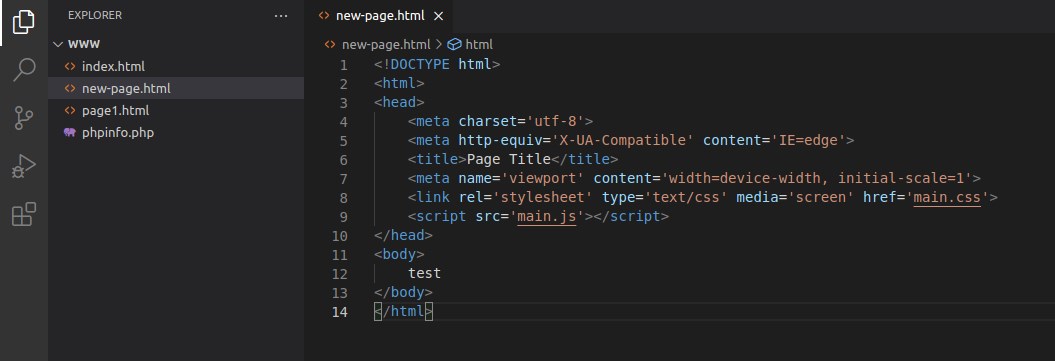 EXPLORER ...
WWW
index.html
new-page.html
page1.html
phpinfo.php
<> new-page.html ×
<> new-page.html > html
1 <!DOCTYPE html>
2 <html>
3 <head>
4     <meta charset='utf-8'>
5     <meta http-equiv='X-UA-Compatible' content='IE=edge'>
6     <title>Page Title</title>
7     <meta name='viewport' content='width=device-width, initial-scale=1'>
8     <link rel='stylesheet' type='text/css' media='screen' href='main.css'>
9     <script src='main.js'></script>
10 </head>
11 <body>
12     test
13 </body>
14 </html>